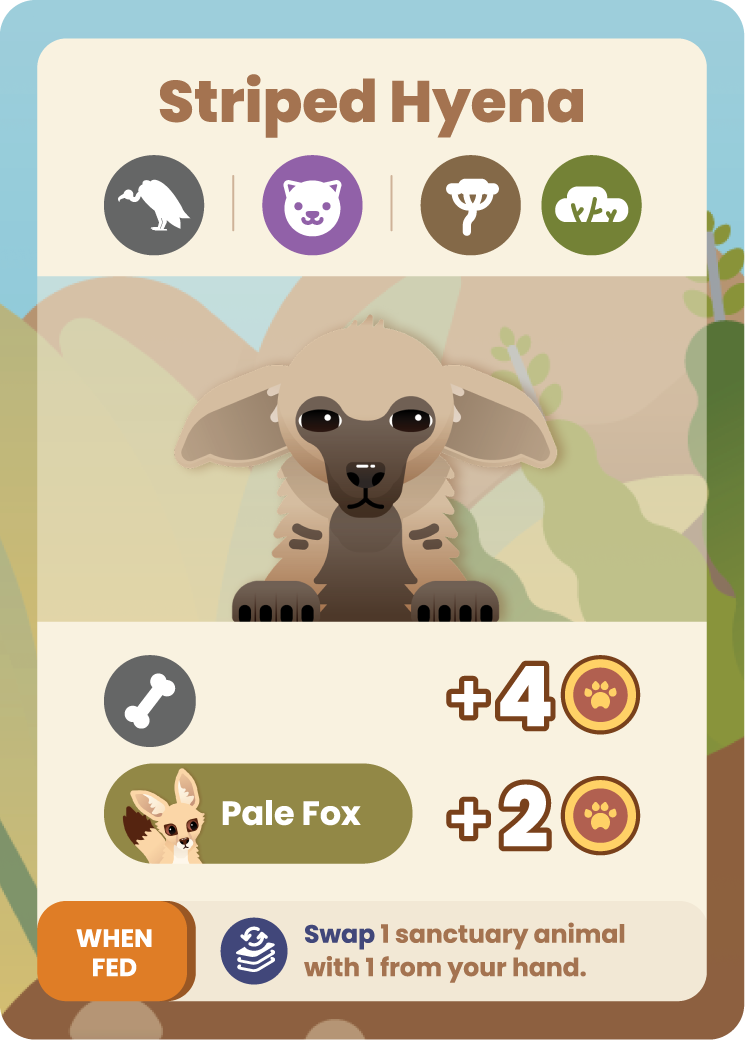 Striped Hyena
+4
Pale Fox
+2
WHEN
FED
Swap 1 sanctuary animal
with 1 from your hand.